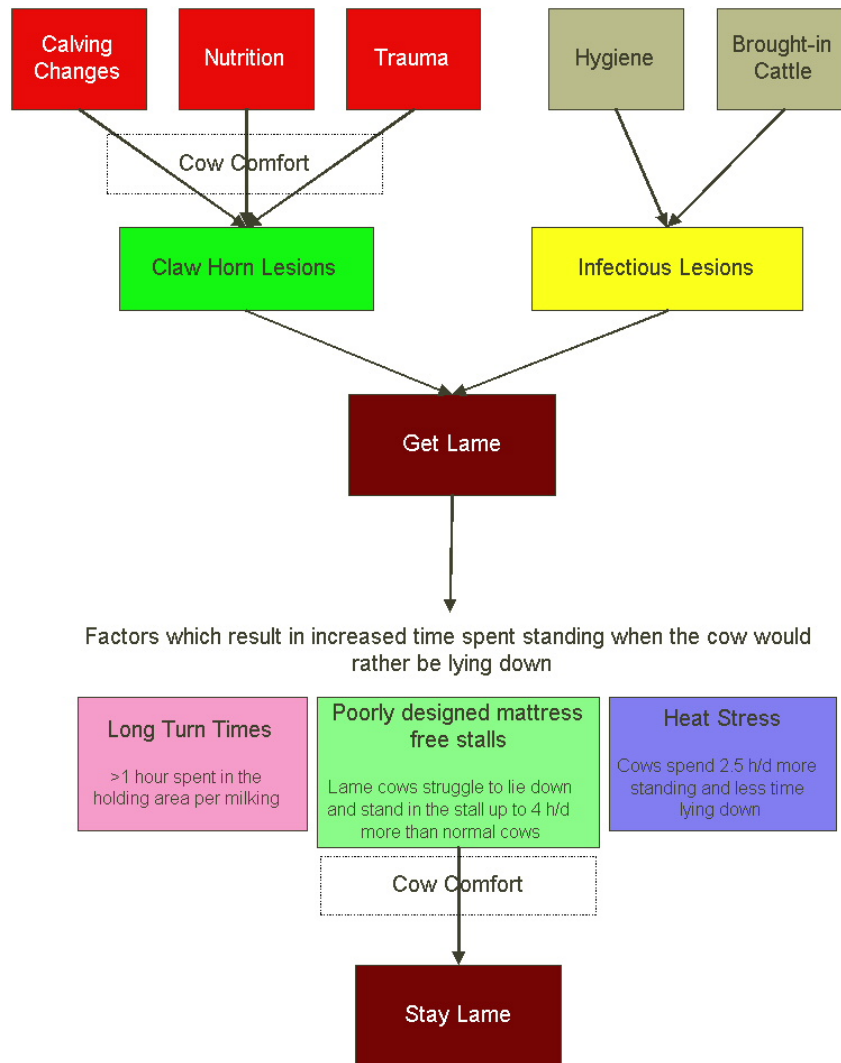 Calving
Changes
Nutrition
Trauma
Hygiene
Brought-in
Cattle
Cow Comfort
Claw Horn Lesions
Infectious Lesions
Get Lame
Factors which result in increased time spent standing when the cow would
rather be lying down
Long Turn Times
>1 hour spent in the
holding area per milking
Poorly designed mattress
free stalls
Lame cows struggle to lie down
and stand in the stall up to 4 h/d
more than normal cows
Heat Stress
Cows spend 2.5 h/d more
standing and less time
lying down
Cow Comfort
Stay Lame